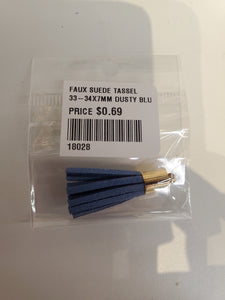 FAUX SUEDE TASSEL
33-34X7MM DUSTY BLU
PRICE $0.69
18028